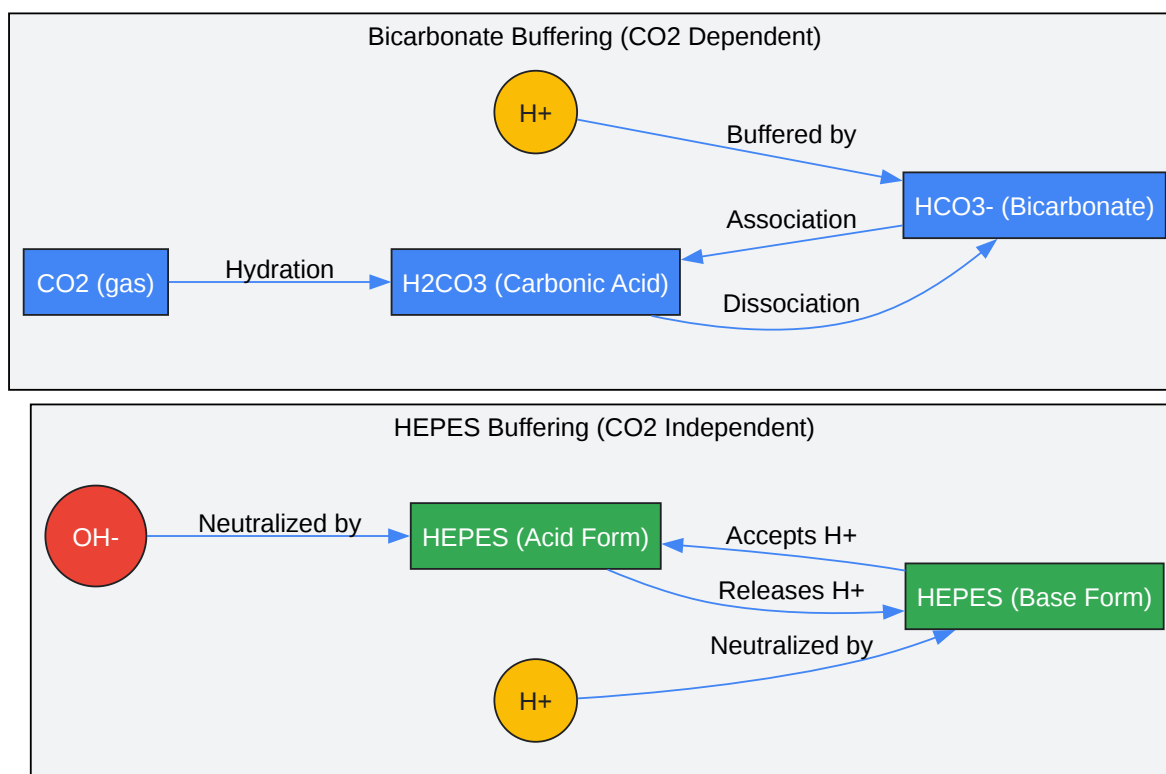 Bicarbonate Buffering (CO2 Dependent)
H+
Buffered by
HCO3- (Bicarbonate)
Association
CO2 (gas)
Hydration
H2CO3 (Carbonic Acid)
Dissociation
HEPES Buffering (CO2 Independent)
OH-
Neutralized by
HEPES (Acid Form)
Accepts H+
Releases H+
HEPES (Base Form)
Neutralized by
H+